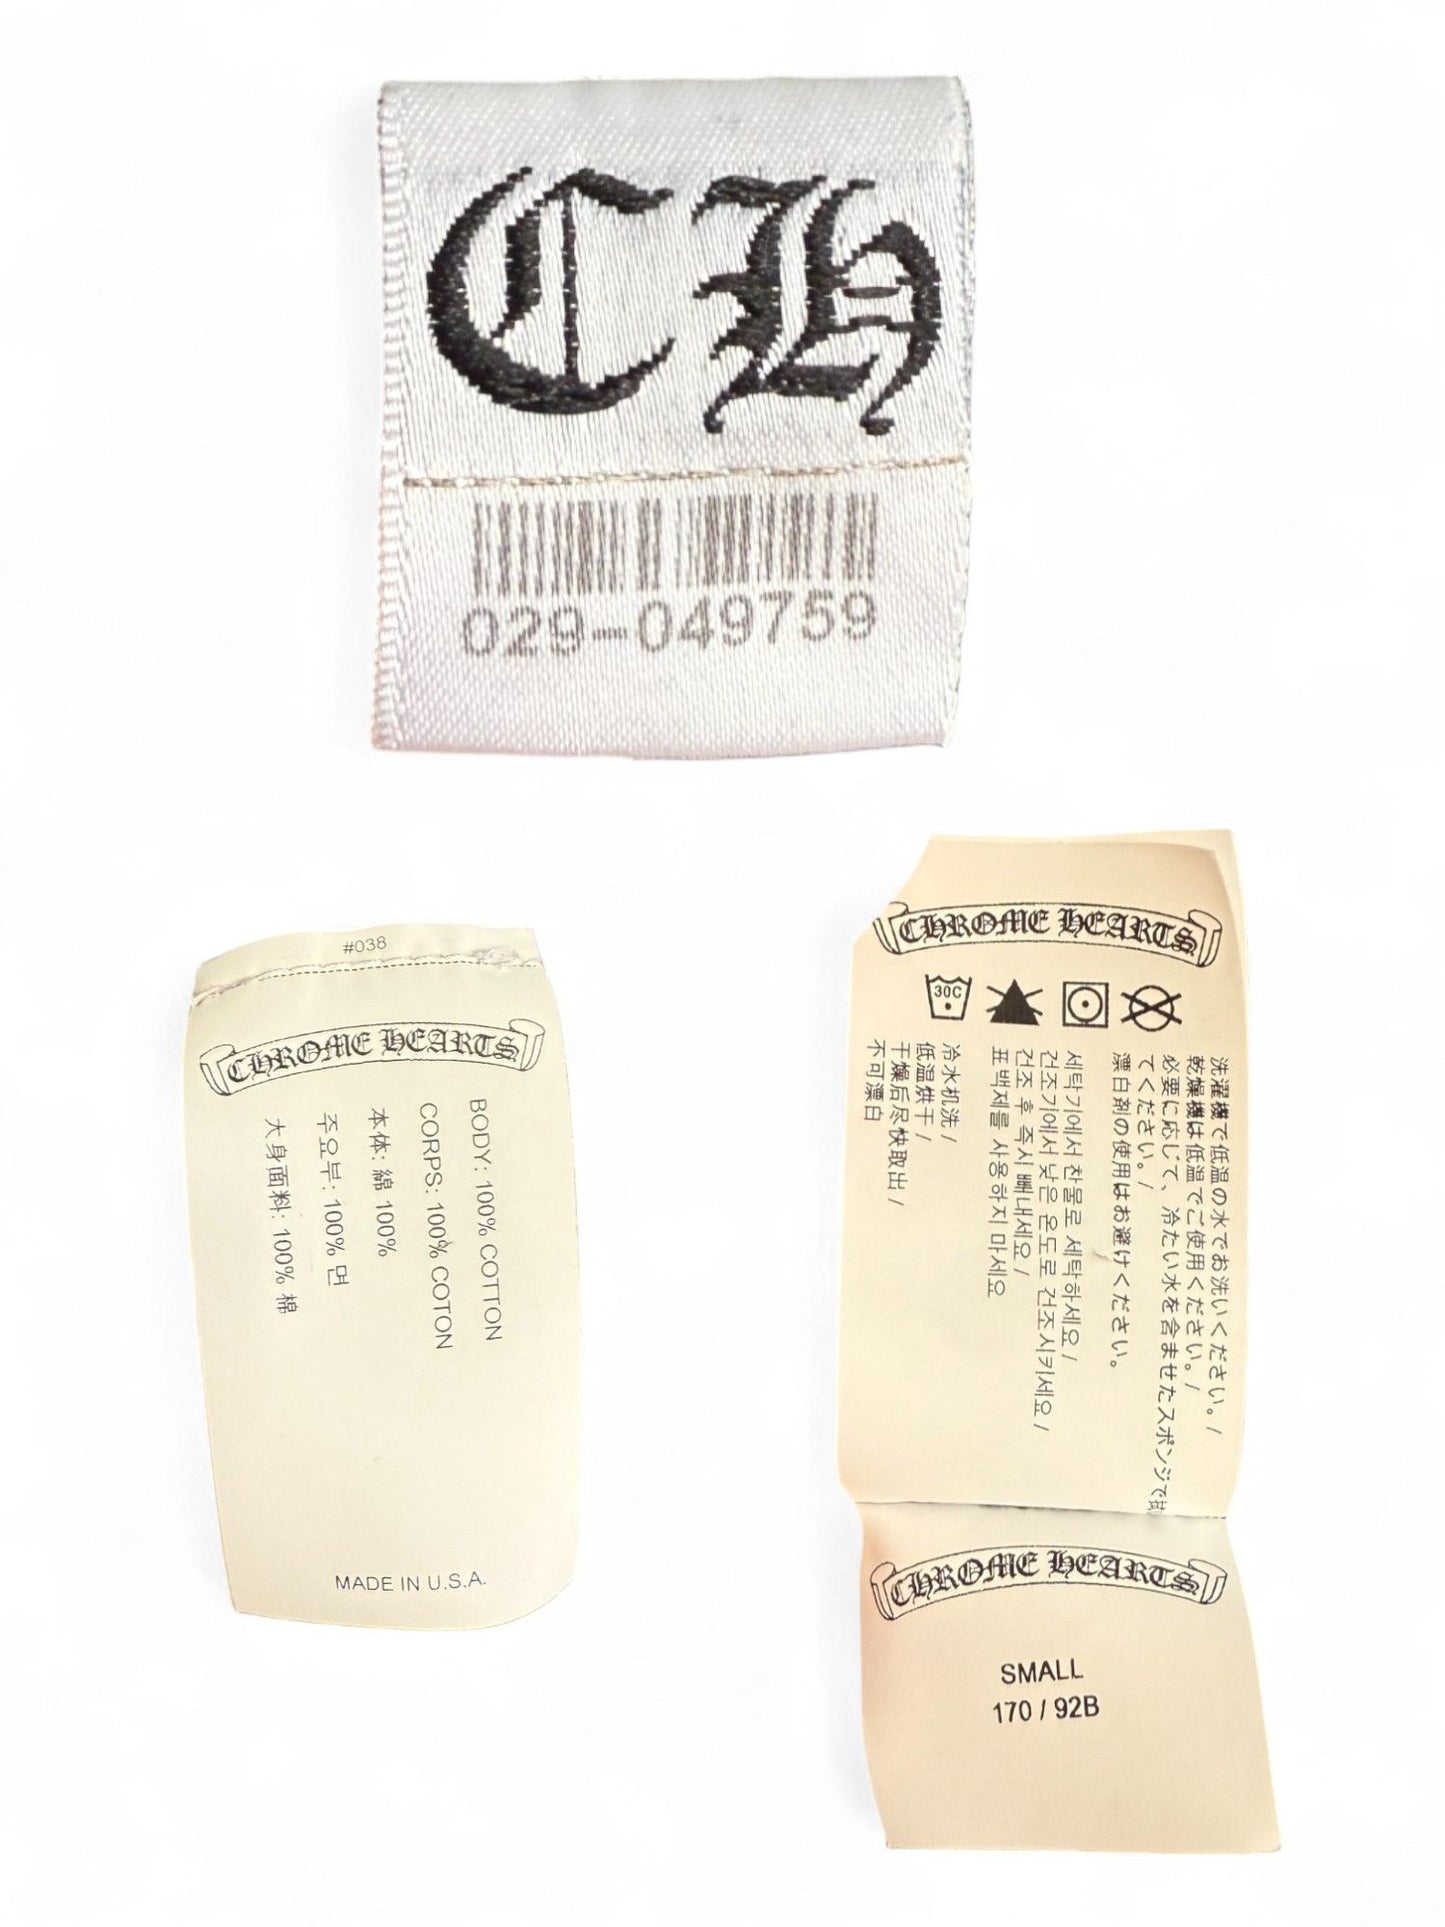 CH
029-049759
#038
CHROME HEARTS
BODY: 100% COTTON
CORPS: 100% COTON
本体: 綿 100%
주요부: 100% 면
大身面料: 100% 棉
MADE IN U.S.A.
CHROME HEARTS
30C
洗濯機で低温の水でお洗いください。/
乾燥機は低温でご使用ください。/
必要に応じて、冷たい水を含ませたスポンジで拭
てください。/
漂白剤の使用はお避けください。
세탁기에서 찬물로 세탁하세요 /
건조기에서 낮은 온도로 건조시키세요 /
건조 후 즉시 빼내세요 /
표백제를 사용하지 마세요
冷水机洗 /
低温烘干 /
干燥后尽快取出 /
不可漂白
CHROME HEARTS
SMALL
170 / 92B